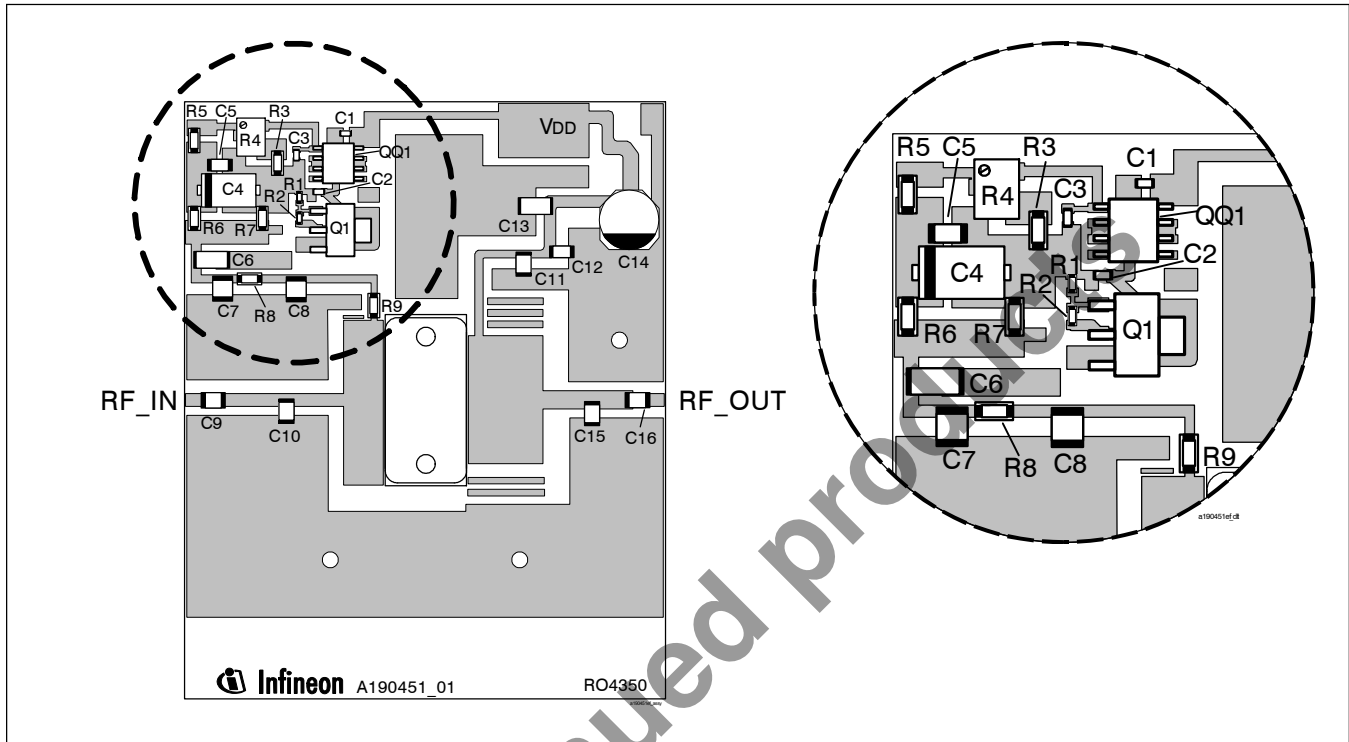 R5
C5
R3
C1
R4
C3
VDD
QQ1
C4
R1
C2
R2
Q1
R6
R7
C6
C13
C12
C14
C11
C7
R8
C8
R9
RF_IN
RF_OUT
C9
C10
C15
C16
Infineon A190451_01
RO4350
R5
C5
R3
C1
R4
C3
QQ1
C4
R1
C2
R2
Q1
R6
R7
C6
C7
R8
C8
R9
a190451ef_dtl
ued products